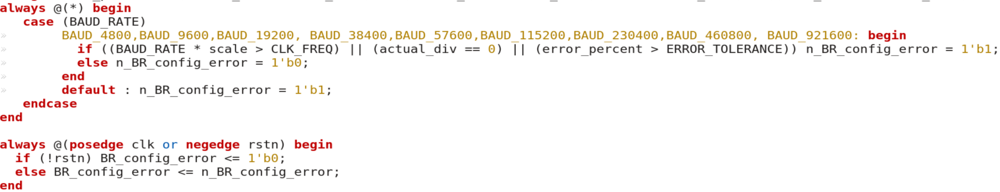 always @(*) begin
   case (BAUD_RATE)
»       BAUD_4800,BAUD_9600,BAUD_19200, BAUD_38400,BAUD_57600,BAUD_115200,BAUD_230400,BAUD_460800, BAUD_921600: begin
»         if ((BAUD_RATE * scale > CLK_FREQ) || (actual_div == 0) || (error_percent > ERROR_TOLERANCE)) n_BR_config_error = 1'b1;
»         else n_BR_config_error = 1'b0;
»       end
»       default : n_BR_config_error = 1'b1;
   endcase
end

always @(posedge clk or negedge rstn) begin
  if (!rstn) BR_config_error <= 1'b0;
  else BR_config_error <= n_BR_config_error;
end